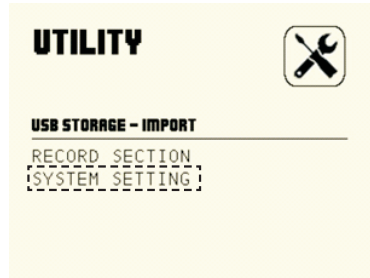 UTILITY
USB STORAGE – IMPORT
RECORD SECTION
SYSTEM SETTING